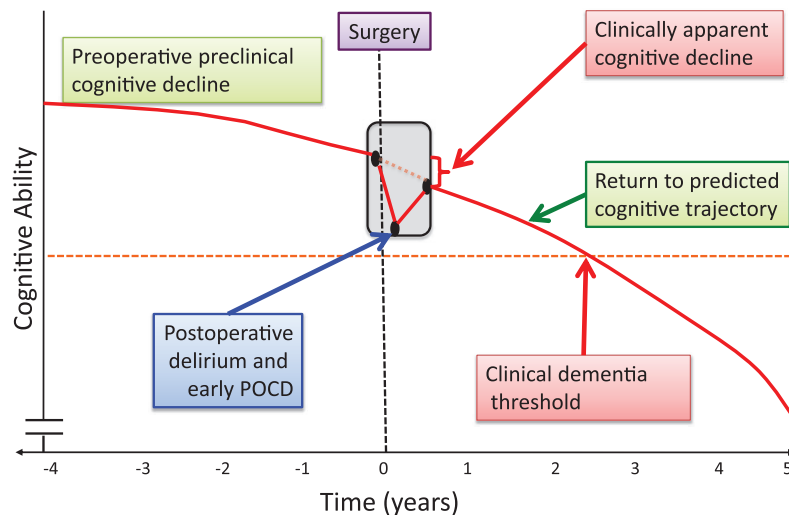 Surgery
Clinically apparent
cognitive decline
Preoperative preclinical
cognitive decline
Return to predicted
cognitive trajectory
Cognitive Ability
Postoperative
delirium and
early POCD
Clinical dementia
threshold
-4 -3 -2 -1 0 1 2 3 4 5
Time (years)